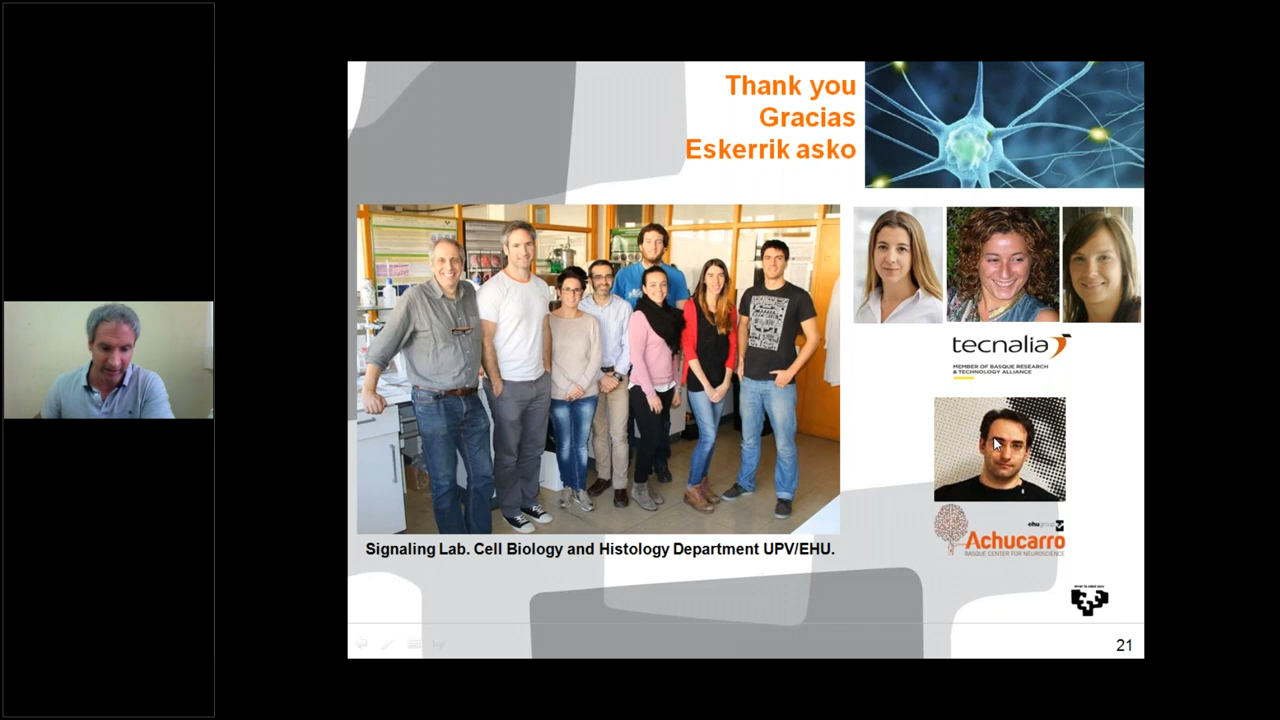 Thank you
Gracias
Eskerrik asko
tecnalia
MEMBER OF BASQUE RESEARCH
& TECHNOLOGY ALLIANCE
ehugune
Achucarro
BASQUE CENTER FOR NEUROSCIENCE
Signaling Lab. Cell Biology and Histology Department UPV/EHU.
21